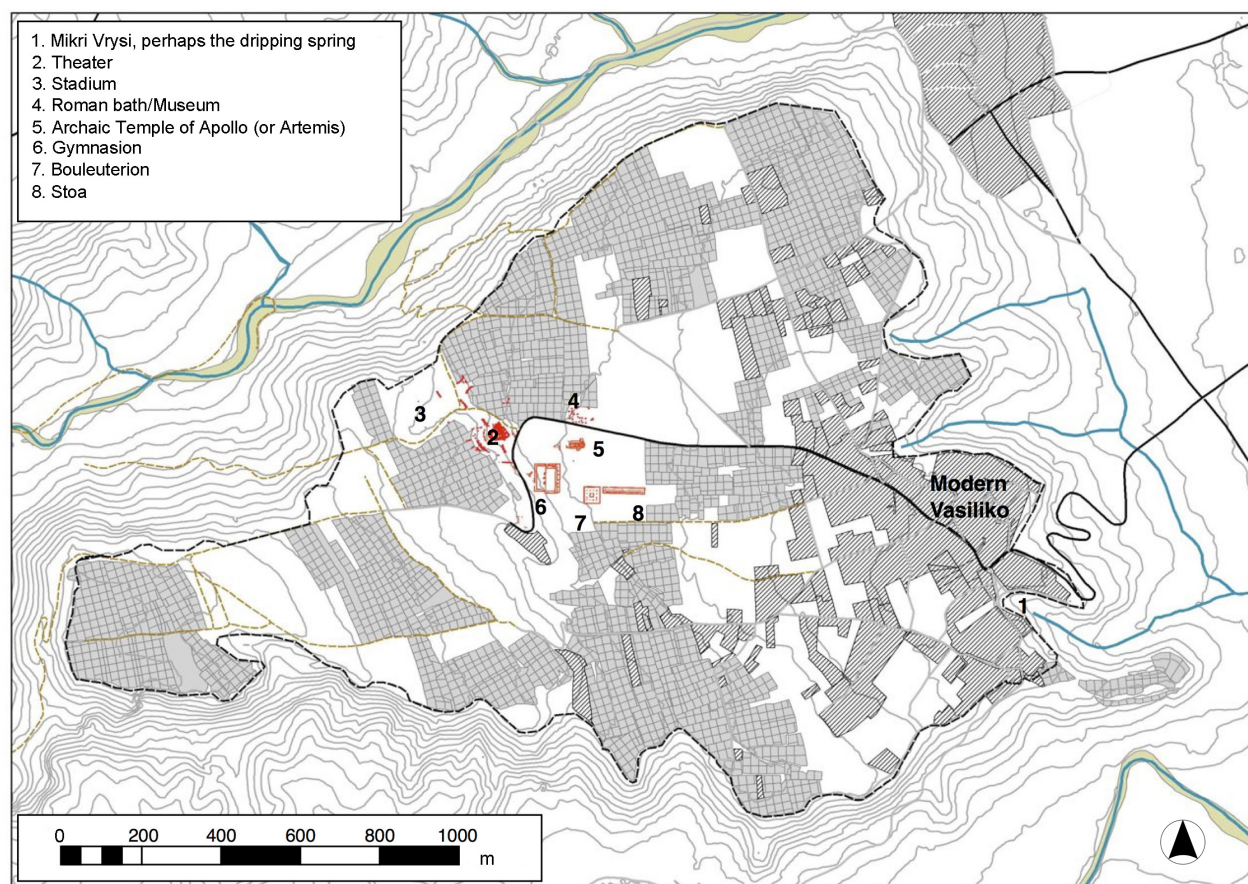 1. Mikri Vrysi, perhaps the dripping spring
2. Theater
3. Stadium
4. Roman bath/Museum
5. Archaic Temple of Apollo (or Artemis)
6. Gymnasion
7. Bouleuterion
8. Stoa
3
4
2
5
6
7
8
Modern
Vasiliko
1
0 200 400 600 800 1000
m